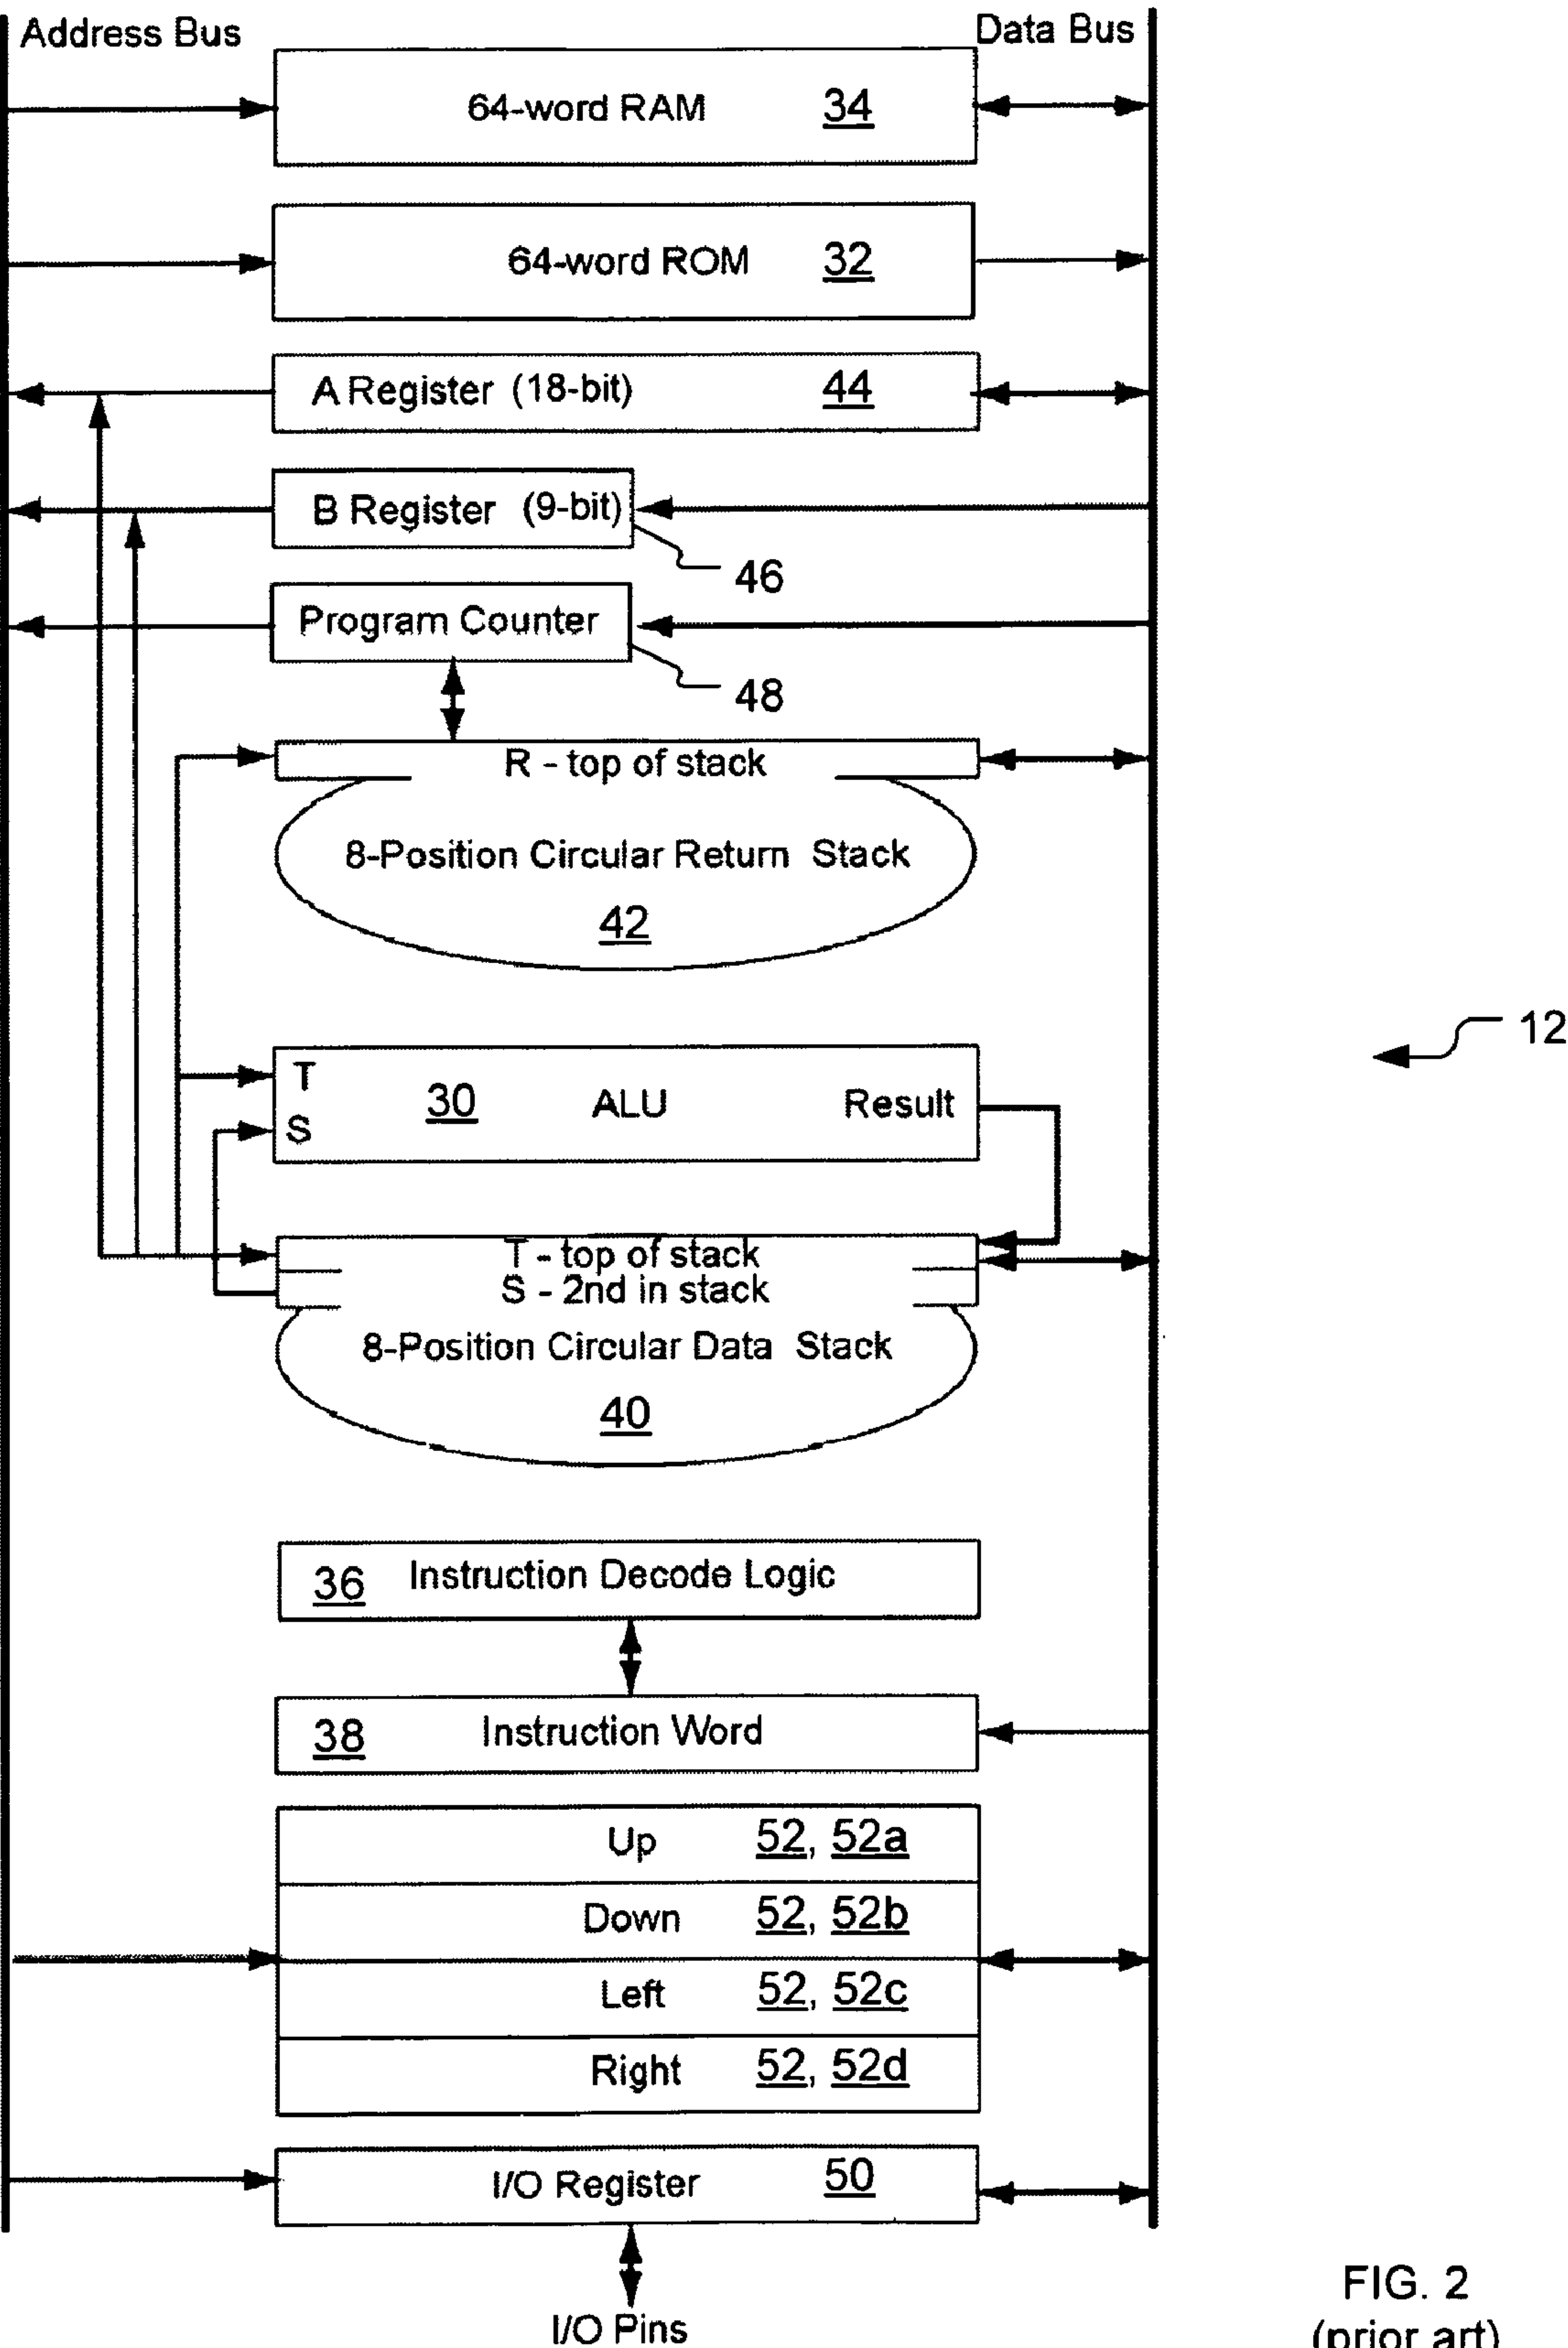 Address Bus
Data Bus
64-word RAM 34
64-word ROM 32
A Register (18-bit) 44
B Register (9-bit)
46
Program Counter
48
R - top of stack
8-Position Circular Return Stack
42
12
T
30 ALU Result
S
T - top of stack
S - 2nd in stack
8-Position Circular Data Stack
40
36 Instruction Decode Logic
38 Instruction Word
Up 52, 52a
Down 52, 52b
Left 52, 52c
Right 52, 52d
I/O Register 50
I/O Pins
FIG. 2
(prior art)